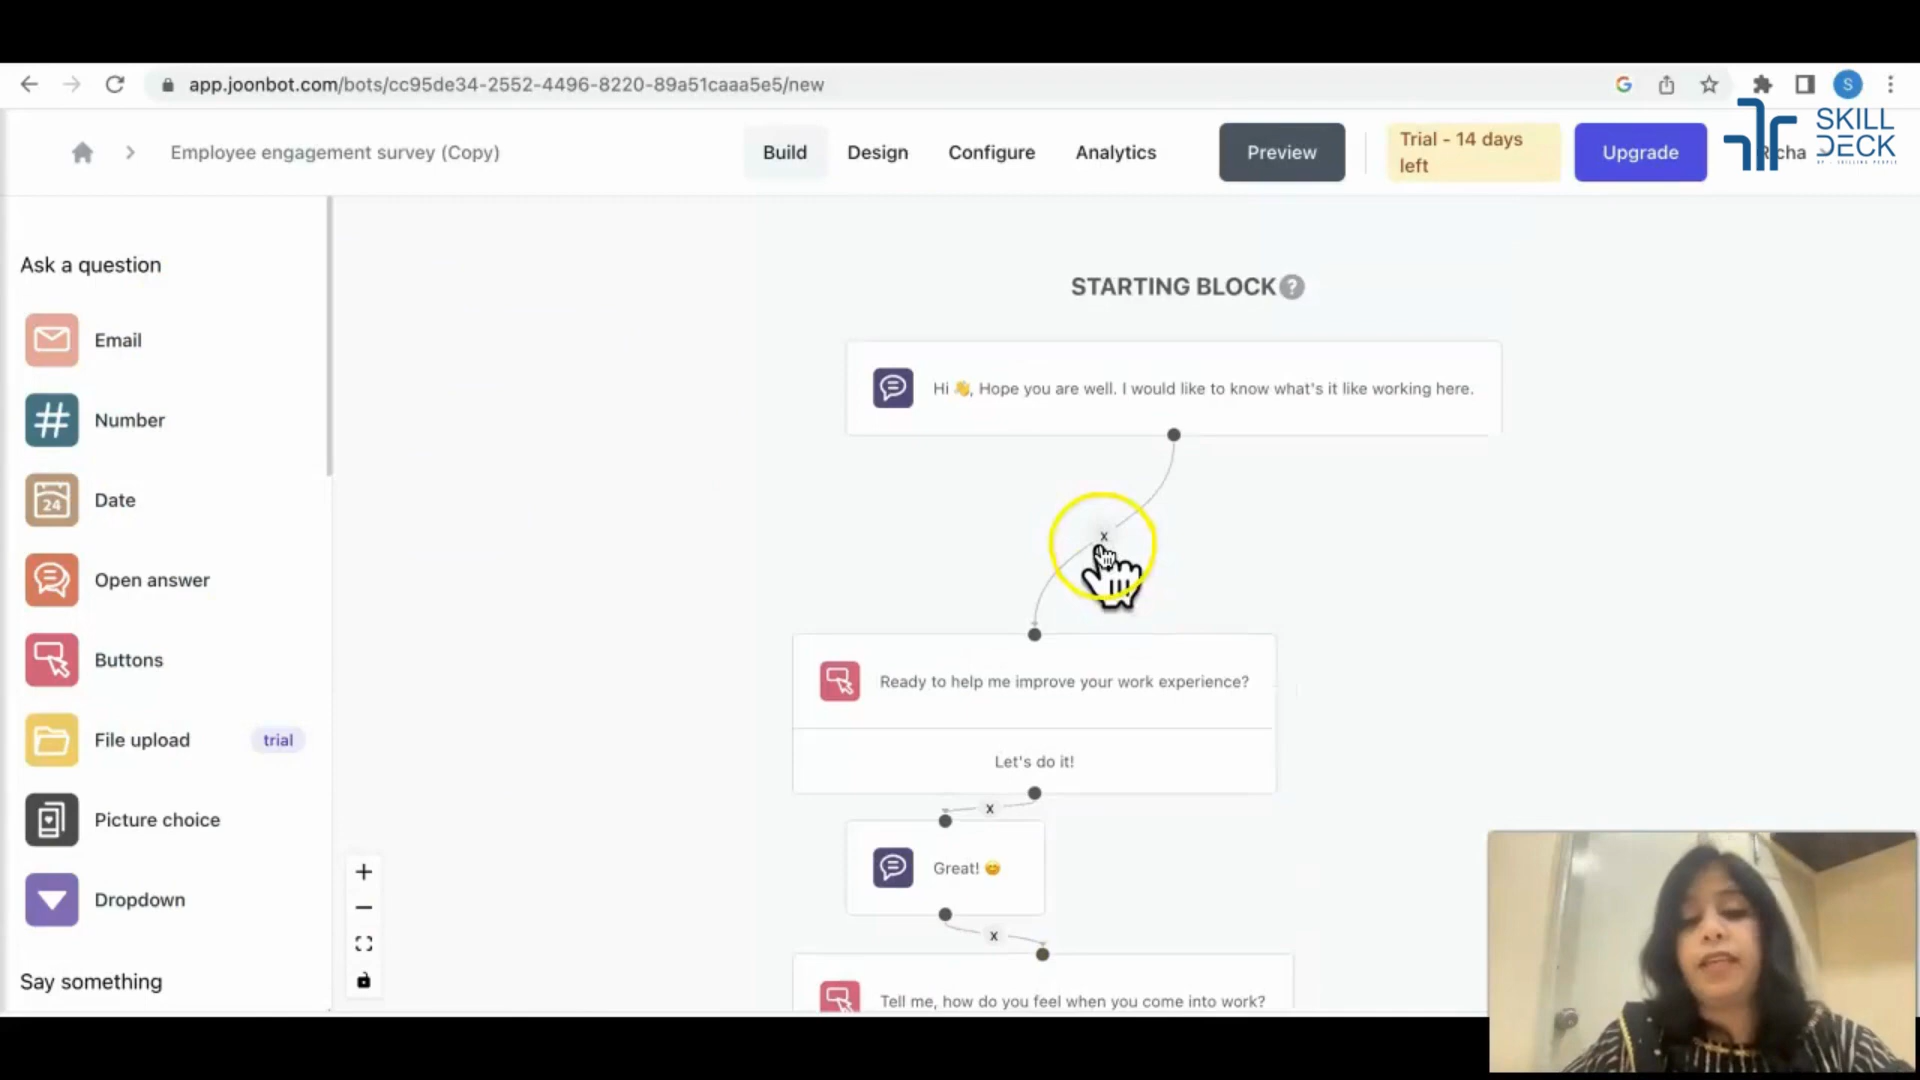 app.joonbot.com/bots/cc95de34-2552-4496-8220-89a51caaa5e5/new
S
SKILL
DECK
Employee engagement survey (Copy)
Build
Design
Configure
Analytics
Preview
Trial - 14 days
left
Upgrade
Ask a question
STARTING BLOCK ?
Email
Hi 👋, Hope you are well. I would like to know what's it like working here.
# Number
24 Date
x
Open answer
Buttons
Ready to help me improve your work experience?
File upload
trial
Let's do it!
x
Picture choice
Great! 😊
Dropdown
x
Say something
Tell me, how do you feel when you come into work?